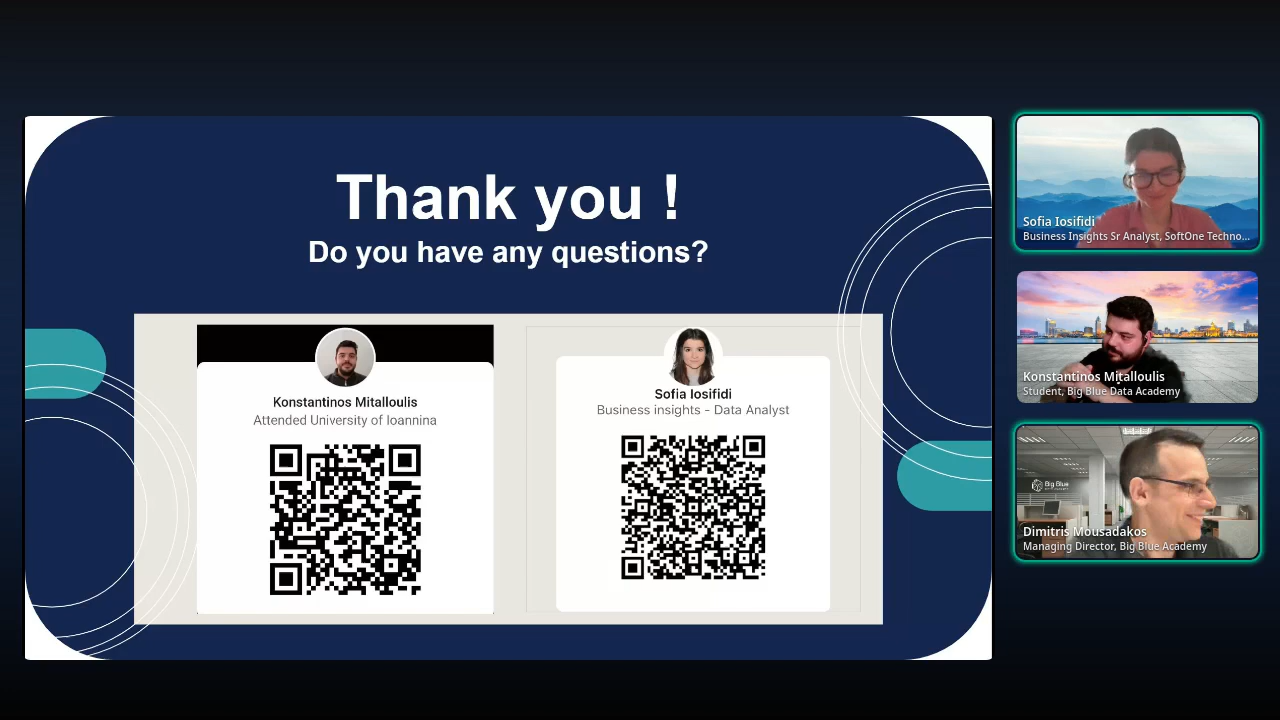 Thank you !
Do you have any questions?
Konstantinos Mitalloulis
Attended University of Ioannina
Sofia Iosifidi
Business insights - Data Analyst
Sofia Iosifidi
Business Insights Sr Analyst, SoftOne Techno...
Konstantinos Mitalloulis
Student, Big Blue Data Academy
Big Blue
Dimitris Mousadakos
Managing Director, Big Blue Academy